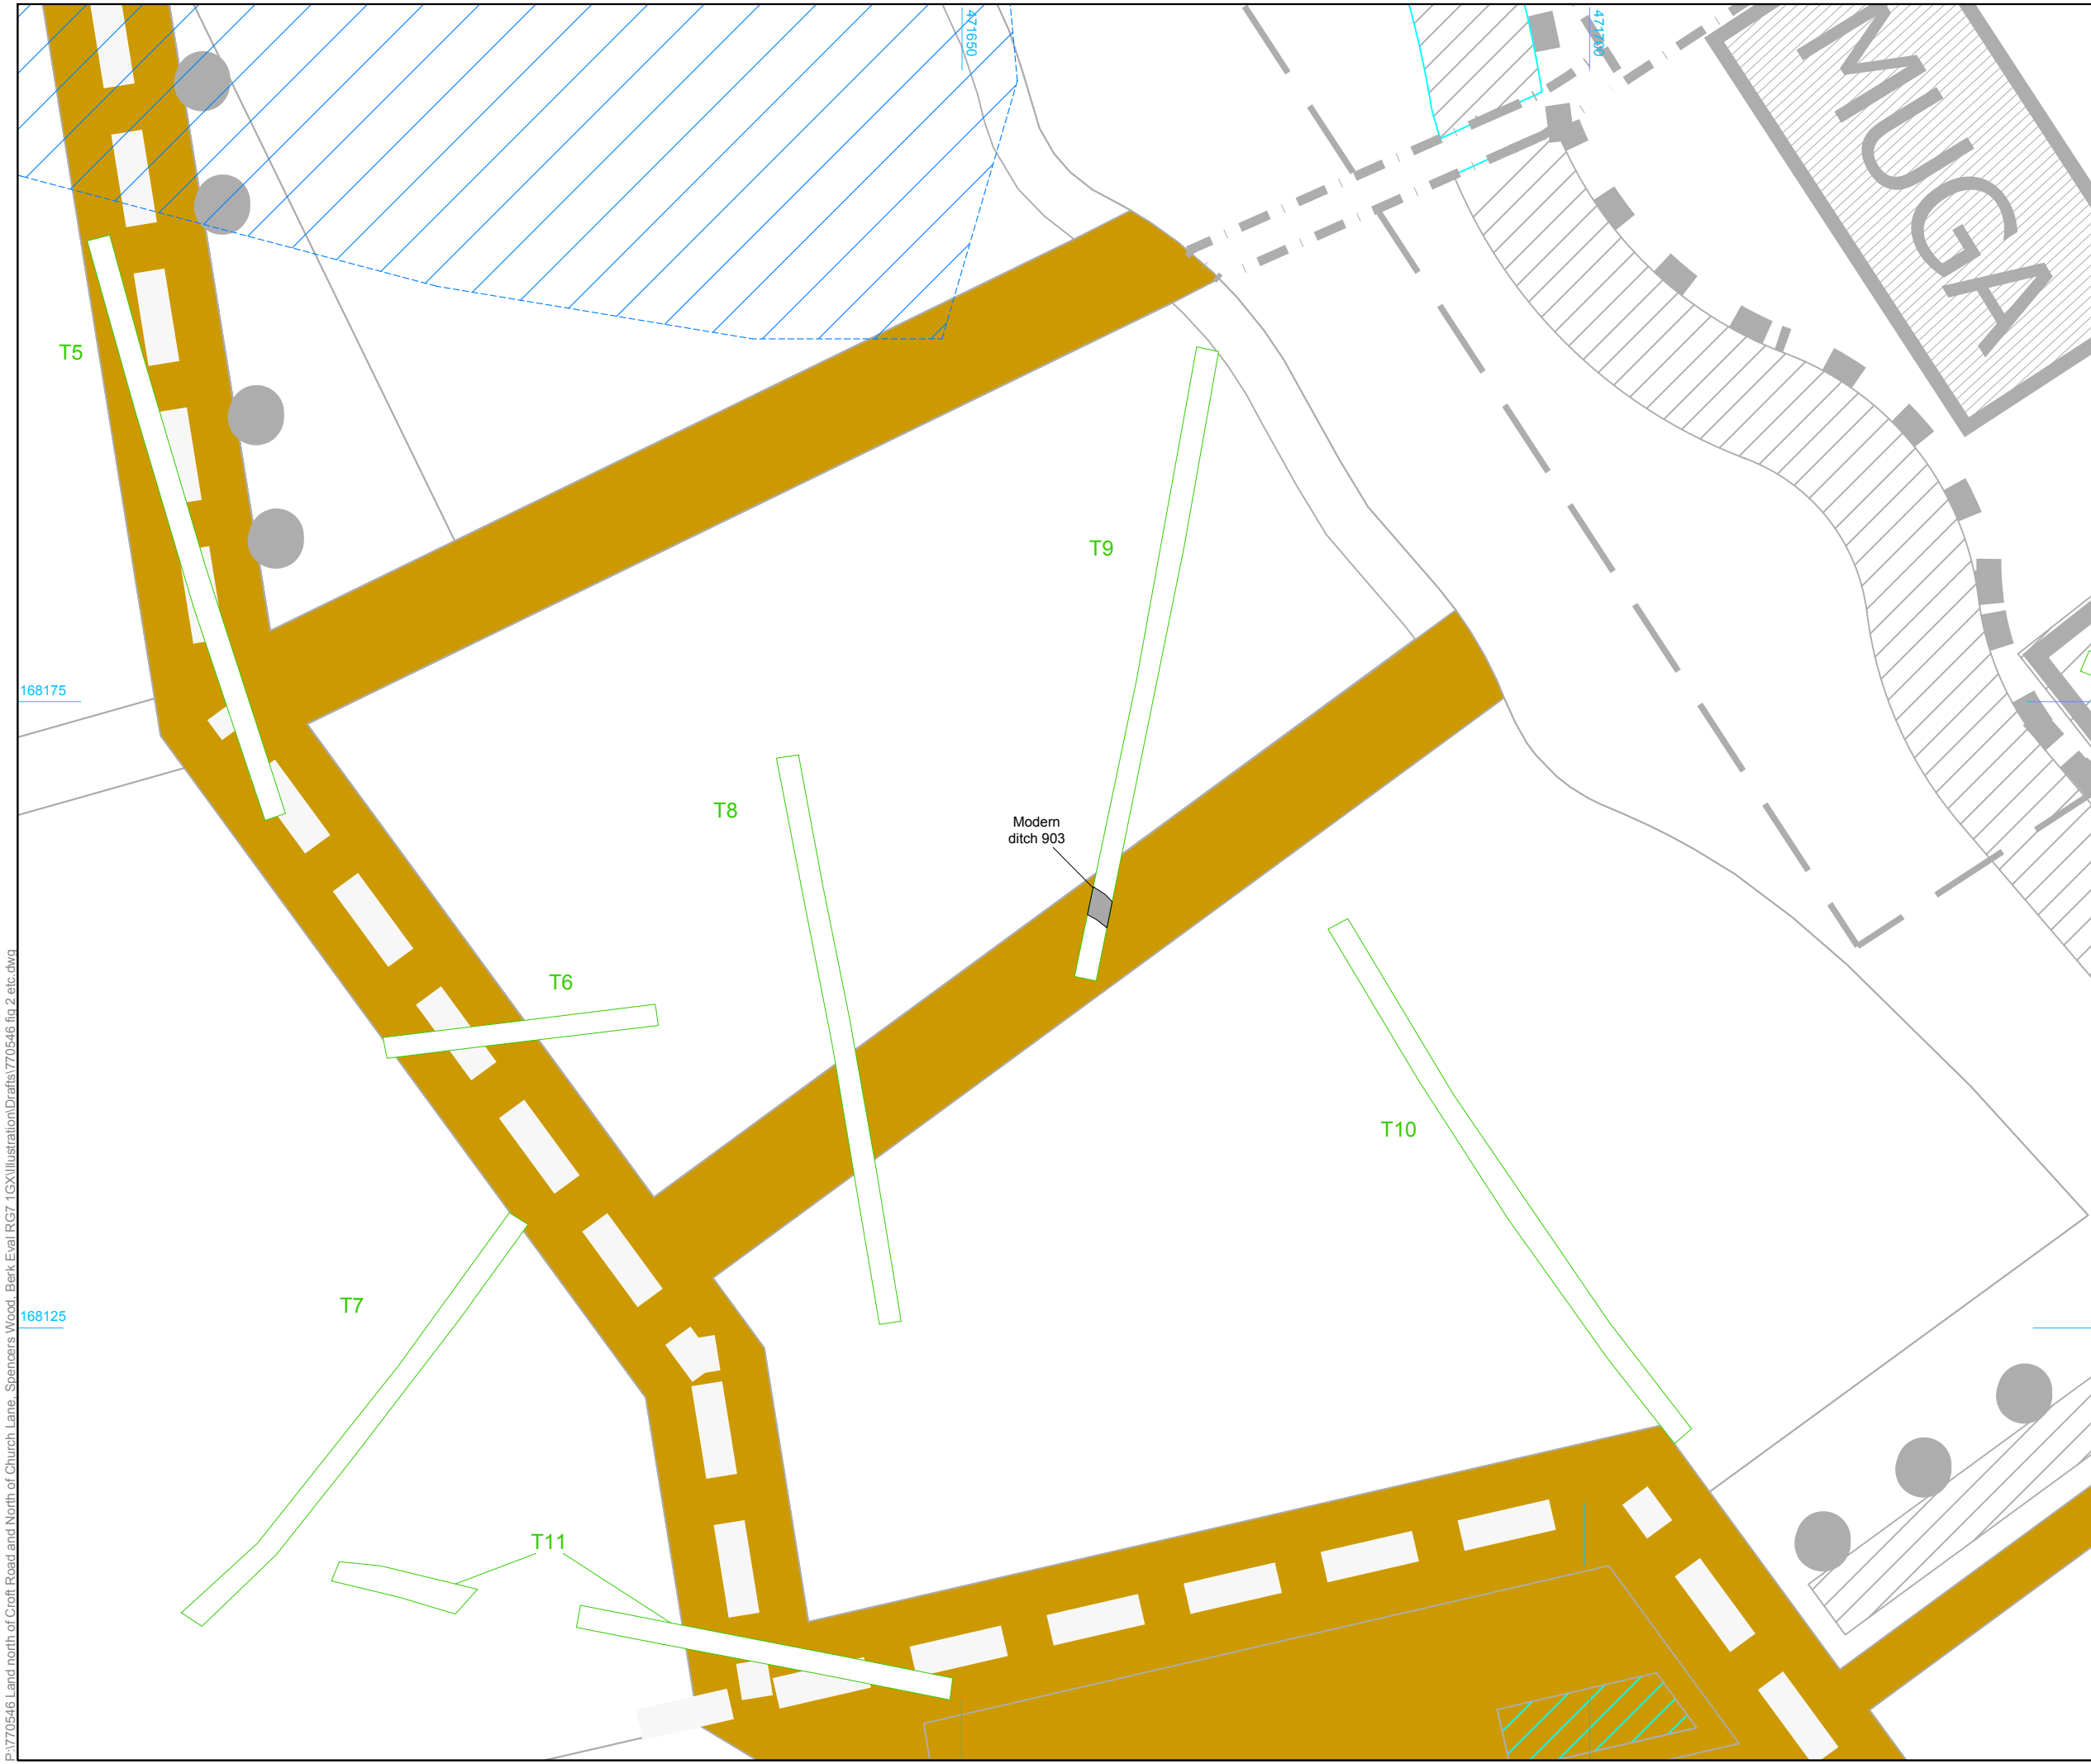 471650
471700
MUGA
T5
T9
168175
T8
Modern
ditch 903
T6
T10
T7
168125
T11
P:\770546 Land north of Croft Road and North of Church Lane, Spencers Wood, Berk Eval RG7 1GX\Illustration\Drafts\770546 fig 2 etc.dwg